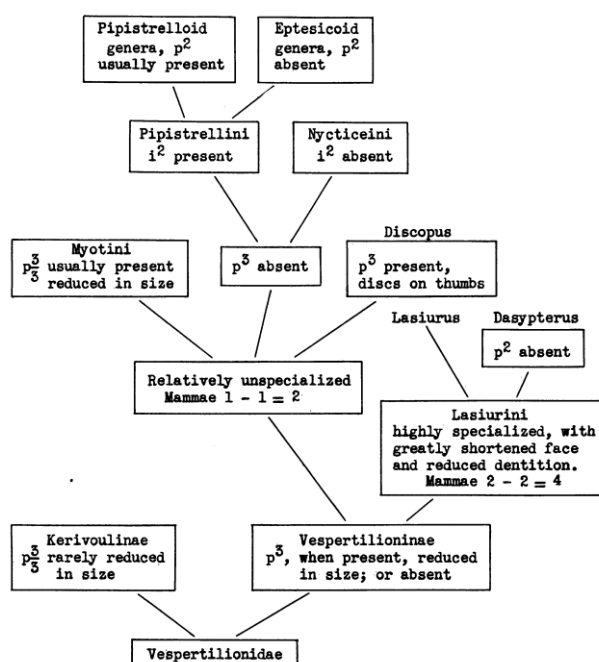 Pipistrelloid
genera, p²
usually present
Eptesicoid
genera, p²
absent
Pipistrellini
i² present
Nycticeini
i² absent
Myotini
p3/3 usually present
reduced in size
p³ absent
Discopus
p³ present,
discs on thumbs
Lasiurus
Dasypterus
p² absent
Relatively unspecialized
Mammae 1 - 1 = 2
Lasiurini
highly specialized, with
greatly shortened face
and reduced dentition.
Mammae 2 - 2 = 4
Kerivoulinae
p3/3 rarely reduced
in size
Vespertilioninae
p³, when present, reduced
in size; or absent
Vespertilionidae